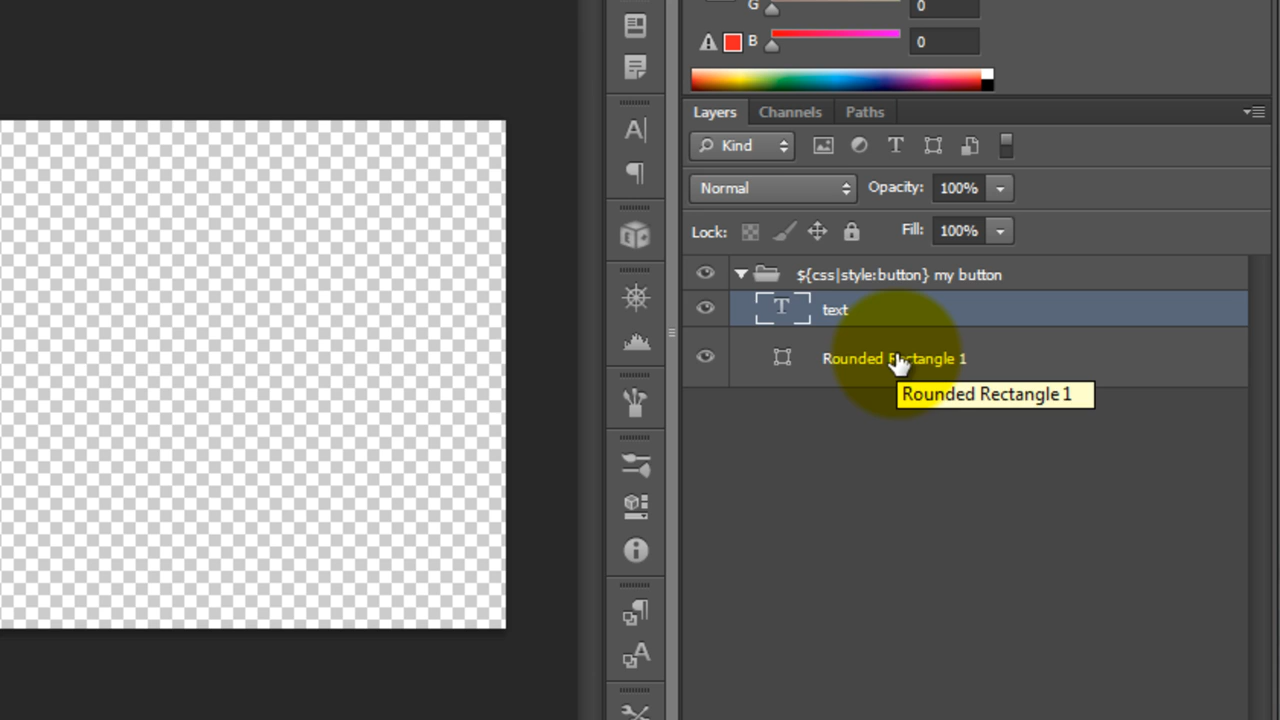 G 0
B 0
Layers Channels Paths
Kind
Normal Opacity: 100%
Lock: Fill: 100%
${css|style:button} my button
text
Rounded Rectangle 1
Rounded Rectangle 1